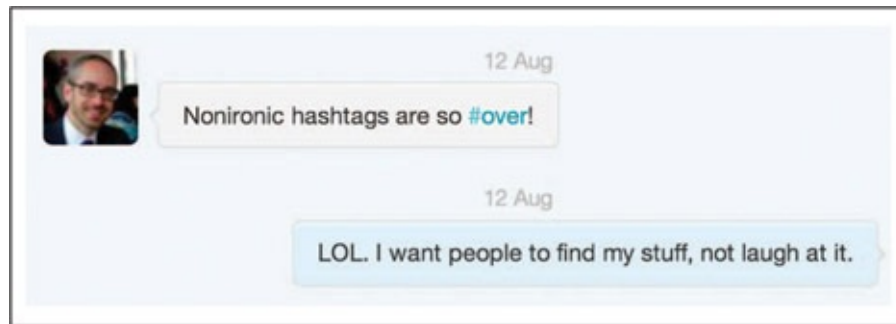 12 Aug
Nonironic hashtags are so #over!
12 Aug
LOL. I want people to find my stuff, not laugh at it.